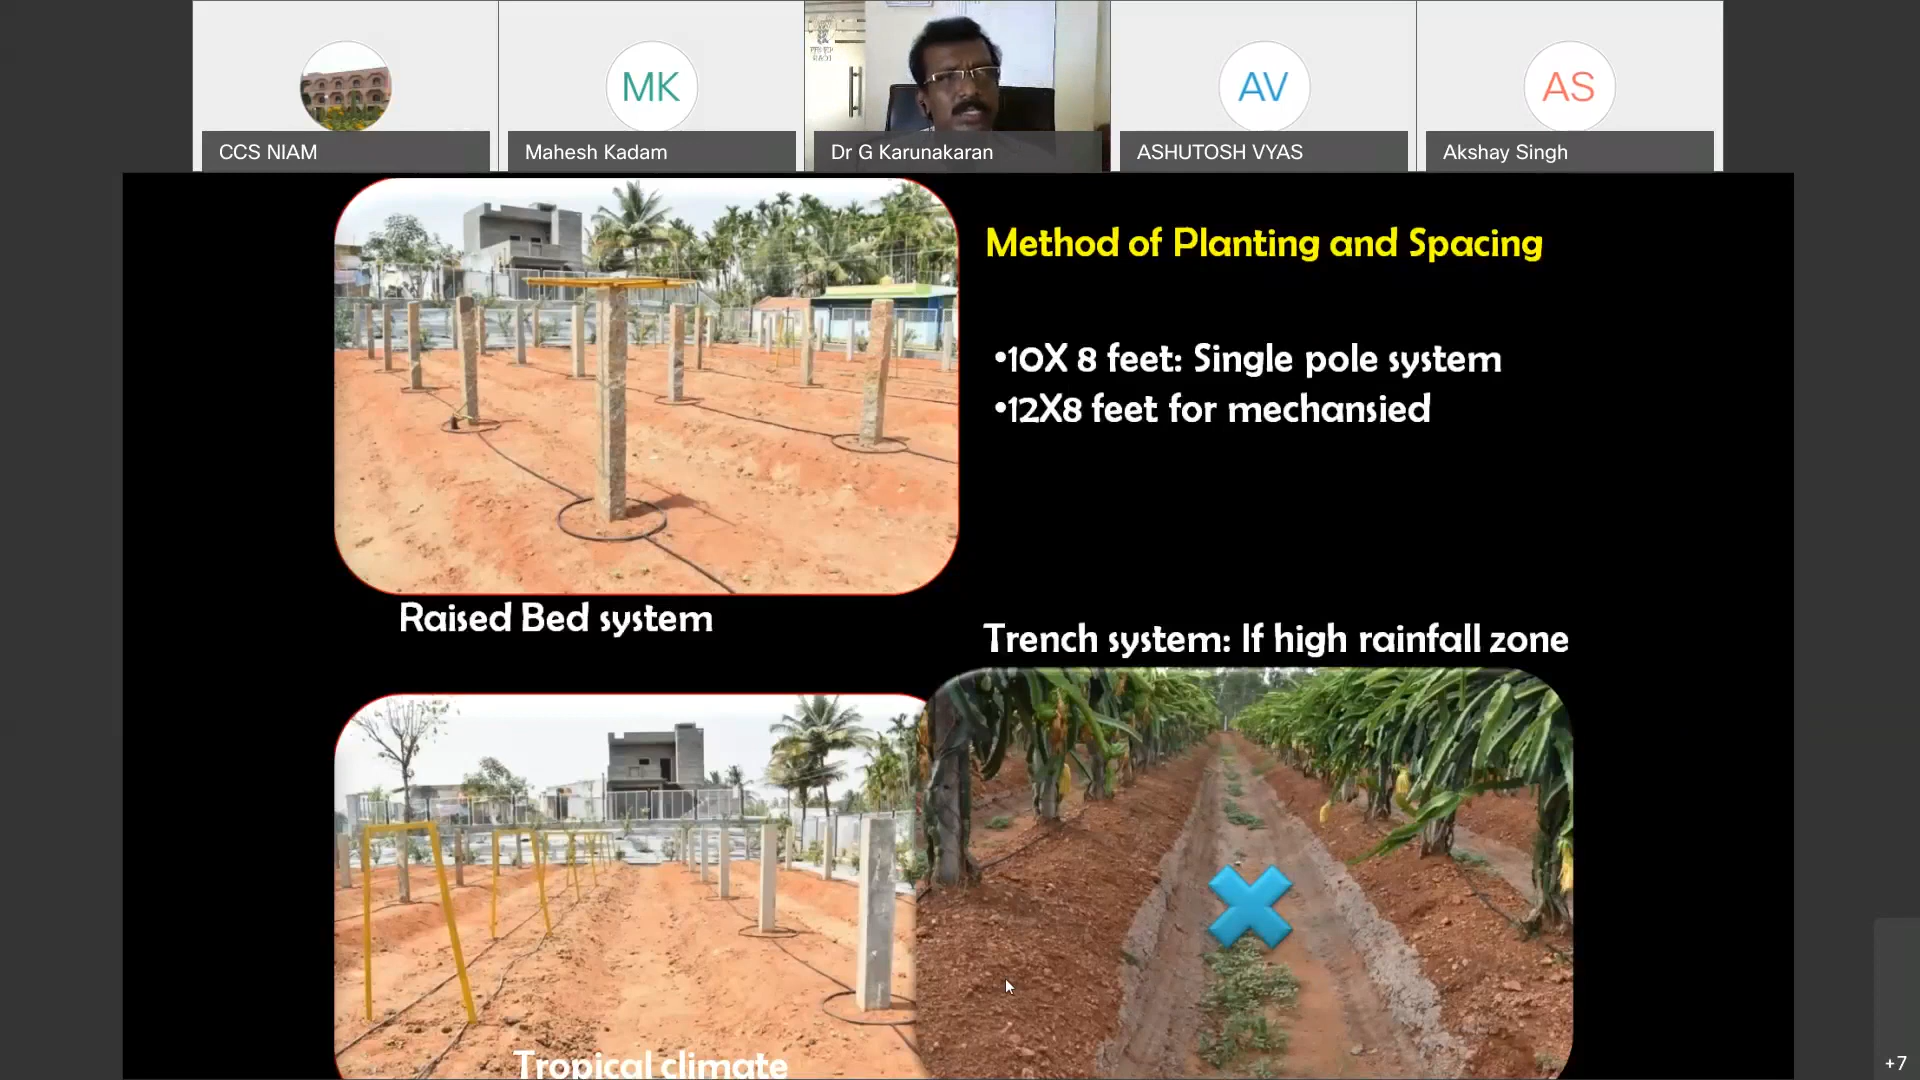 CCS NIAM
MK
Mahesh Kadam
Dr G Karunakaran
AV
ASHUTOSH VYAS
AS
Akshay Singh
Method of Planting and Spacing
•10X 8 feet: Single pole system
•12X8 feet for mechansied
Raised Bed system
Trench system: If high rainfall zone
Tropical climate
+7